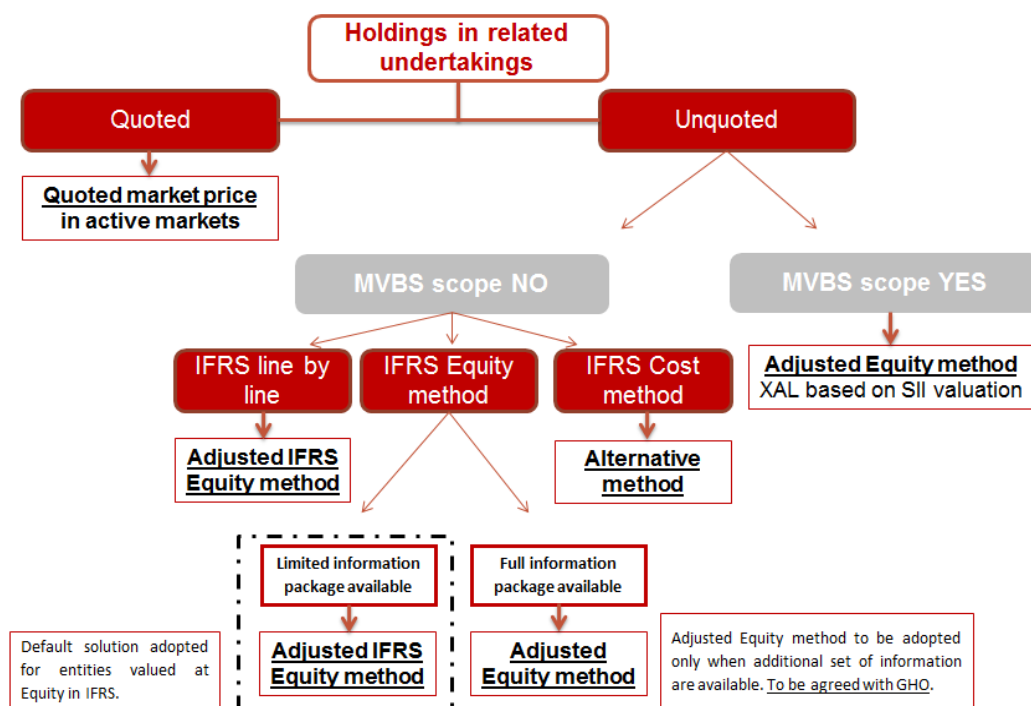 Holdings in related
undertakings
Quoted
Unquoted
Quoted market price
in active markets
MVBS scope NO
MVBS scope YES
IFRS line by
line
IFRS Equity
method
IFRS Cost
method
Adjusted Equity method
XAL based on SII valuation
Adjusted IFRS
Equity method
Alternative
method
Limited information
package available
Full information
package available
Default solution adopted
for entities valued at
Equity in IFRS.
Adjusted IFRS
Equity method
Adjusted
Equity method
Adjusted Equity method to be adopted
only when additional set of information
are available. To be agreed with GHO.